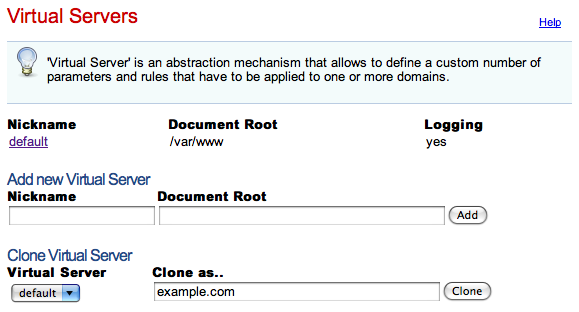 Virtual Servers
Help
'Virtual Server' is an abstraction mechanism that allows to define a custom number of
parameters and rules that have to be applied to one or more domains.
Nickname Document Root Logging
default /var/www yes
Add new Virtual Server
Nickname Document Root
Add
Clone Virtual Server
Virtual Server Clone as..
default example.com Clone